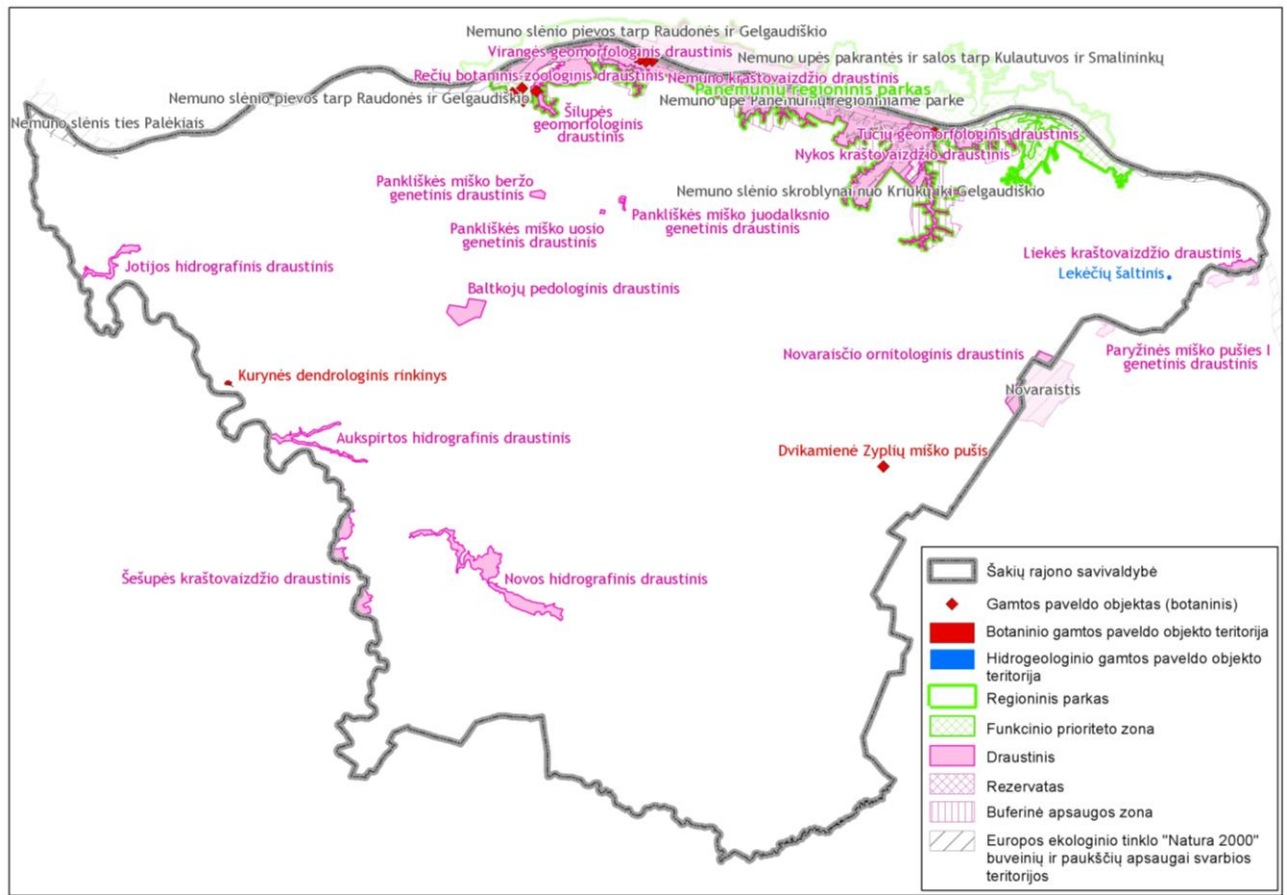 Nemuno slėnio pievos tarp Raudonės ir Gelgaudiškio
Virangės geomorfologinis draustinis
Nemuno upės pakrantės ir salos tarp Kulautuvos ir Smalininkų
Rečių botaninis-zoologinis draustinis
Nemuno kraštovaizdžio draustinis
Panemunių regioninis parkas
Nemuno slėnio pievos tarp Raudonės ir Gelgaudiškio
Nemuno upė Panemunių regioniniame parke
Nemuno slėnis ties Palėkiais
Šilupės
geomorfologinis
draustinis
Tučių geomorfologinis draustinis
Nykos kraštovaizdžio draustinis
Pankliškės miško beržo
genetinis draustinis
Nemuno slėnio skroblynai nuo Kriūkų iki Gelgaudiškio
Pankliškės miško juodalksnio
genetinis draustinis
Pankliškės miško uosio
genetinis draustinis
Jotijos hidrografinis draustinis
Liekės kraštovaizdžio draustinis
Lekėčių šaltinis
Baltkojų pedologinis draustinis
Novaraisčio ornitologinis draustinis
Paryžinės miško pušies I
genetinis draustinis
Kurynės dendrologinis rinkinys
Novaraistis
Aukspirtos hidrografinis draustinis
Dvikamienė Zyplių miško pušis
Šešupės kraštovaizdžio draustinis
Novos hidrografinis draustinis
Šakių rajono savivaldybė
Gamtos paveldo objektas (botaninis)
Botaninio gamtos paveldo objekto teritorija
Hidrogeologinio gamtos paveldo objekto
teritorija
Regioninis parkas
Funkcinio prioriteto zona
Draustinis
Rezervatas
Buferinė apsaugos zona
Europos ekologinio tinklo "Natura 2000"
buveinių ir paukščių apsaugai svarbios
teritorijos